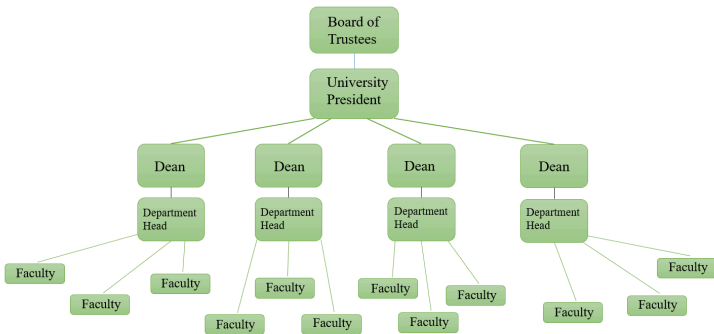 Board of
Trustees
University
President
Dean
Dean
Dean
Dean
Department
Head
Department
Head
Department
Head
Department
Head
Faculty
Faculty
Faculty
Faculty
Faculty
Faculty
Faculty
Faculty
Faculty
Faculty
Faculty
Faculty